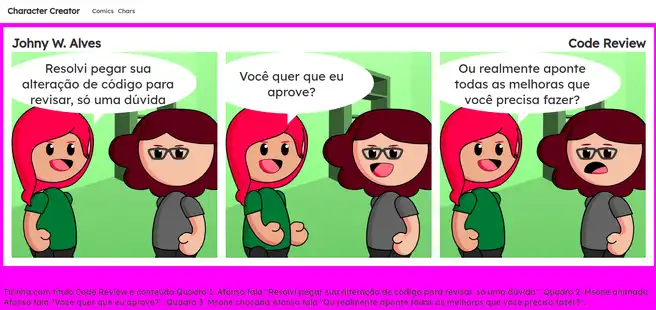 Character Creator Comics Chars
Johny W. Alves
Code Review
Resolvi pegar sua
alteração de código para
revisar, só uma dúvida
Você quer que eu
aprove?
Ou realmente aponte
todas as melhoras que
você precisa fazer?
Tirinha com título Code Review e conteúdo Quadro 1: Afonso fala "Resolvi pegar sua alteração de código para revisar, só uma dúvida". Quadro 2: Msone animada
Afonso fala "Você quer que eu aprove?". Quadro 3: Msone chocada Afonso fala "Ou realmente aponte todas as melhoras que você precisa fazer?".